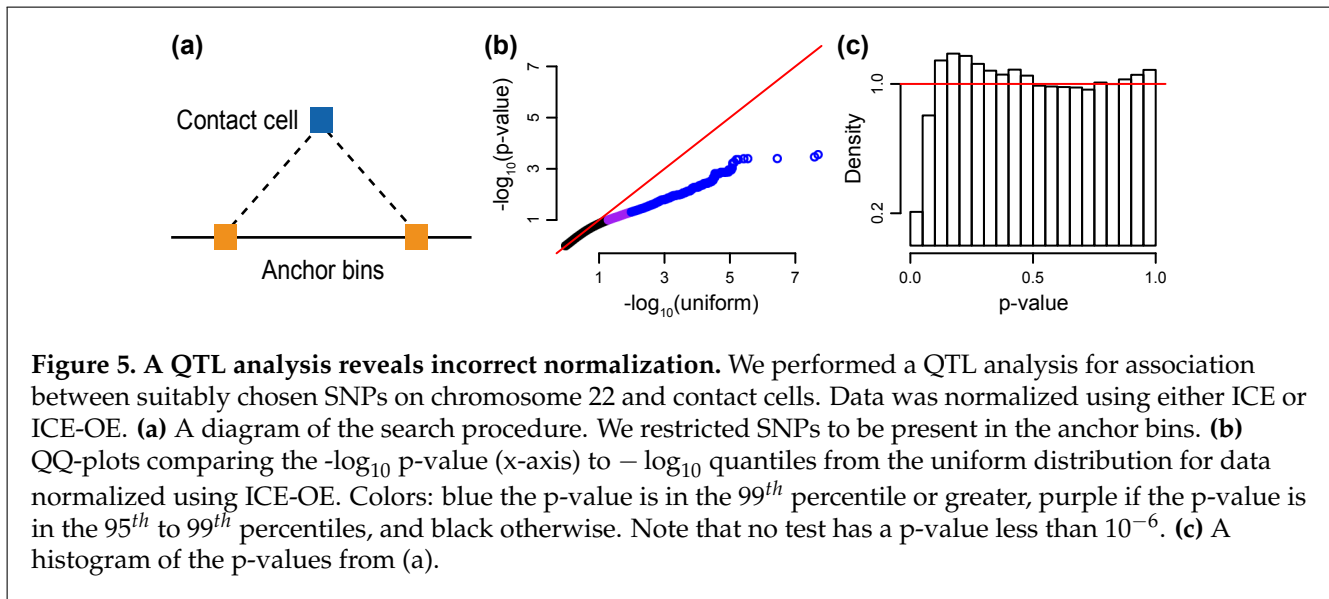 (a)
Contact cell
Anchor bins
(b)
-log10(p-value)
7
5
3
1
1 3 5 7
-log10(uniform)
(c)
Density
1.0
0.2
0.0 0.5 1.0
p-value
Figure 5. A QTL analysis reveals incorrect normalization. We performed a QTL analysis for association
between suitably chosen SNPs on chromosome 22 and contact cells. Data was normalized using either ICE or
ICE-OE. (a) A diagram of the search procedure. We restricted SNPs to be present in the anchor bins. (b)
QQ-plots comparing the -log10 p-value (x-axis) to − log10 quantiles from the uniform distribution for data
normalized using ICE-OE. Colors: blue the p-value is in the 99th percentile or greater, purple if the p-value is
in the 95th to 99th percentiles, and black otherwise. Note that no test has a p-value less than 10−6. (c) A
histogram of the p-values from (a).